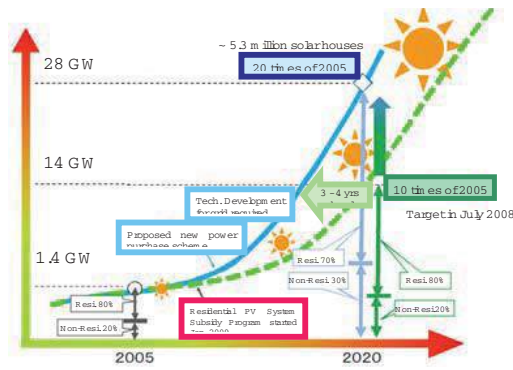 ~ 5.3 million solar houses
28 GW
20 times of 2005
14 GW
3-4 yrs
10 times of 2005
Tech. Development
Target in July 2008
Proposed new power
purchase scheme
1.4 GW
Resi 70%
Resi 80%
Resi 80%
Non-Resi 30%
Non-Resi 20%
Residential PV System
Subsidy Program started
Non-Resi 20%
2005
2020